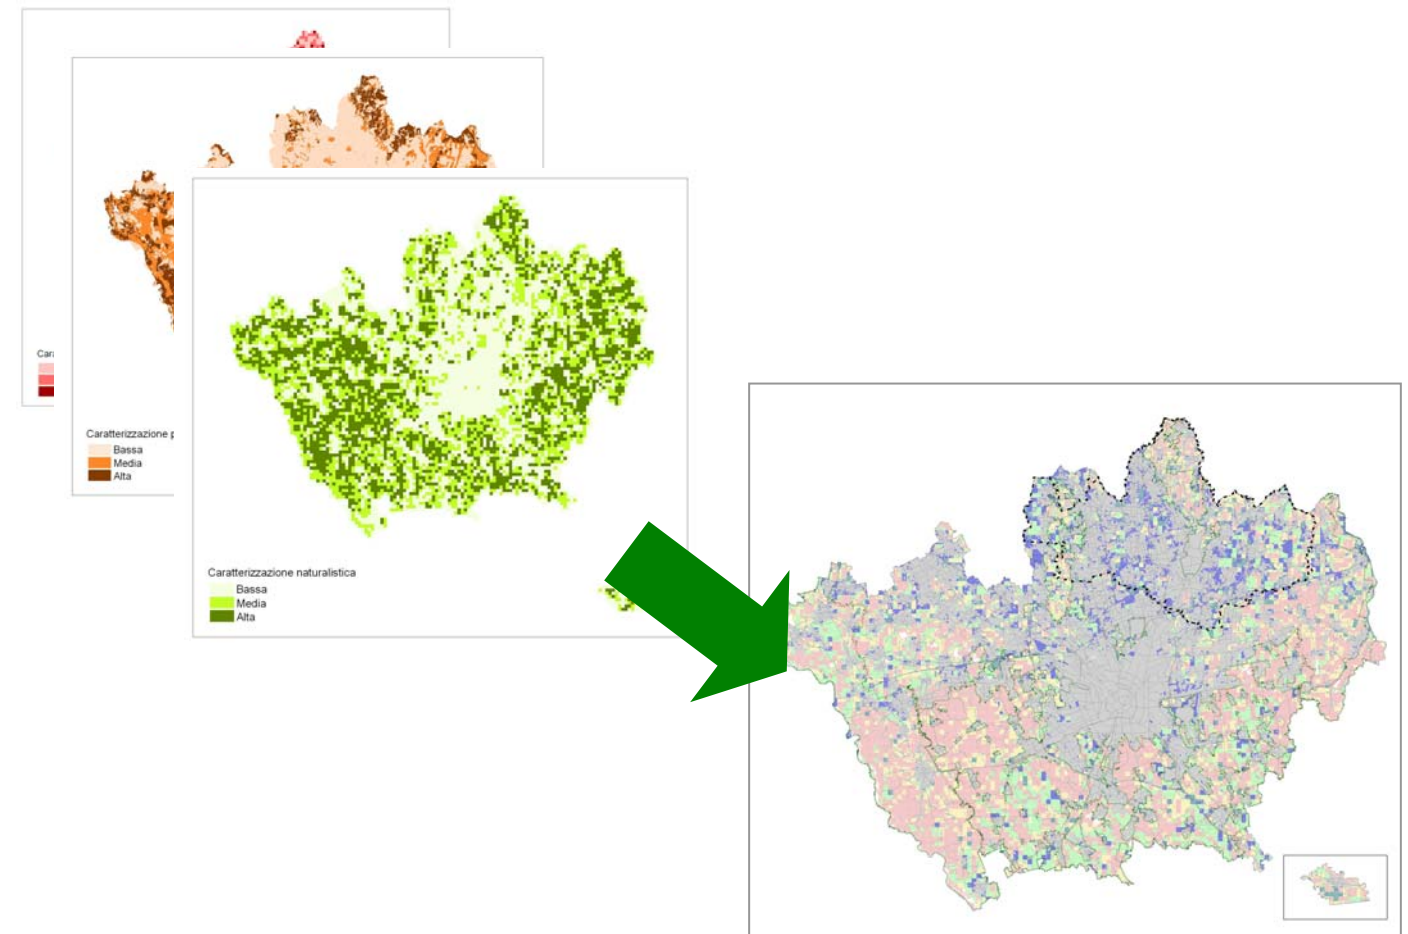 Caratterizzazione
Bassa
Media
Alta
Caratterizzazione naturalistica
Bassa
Media
Alta